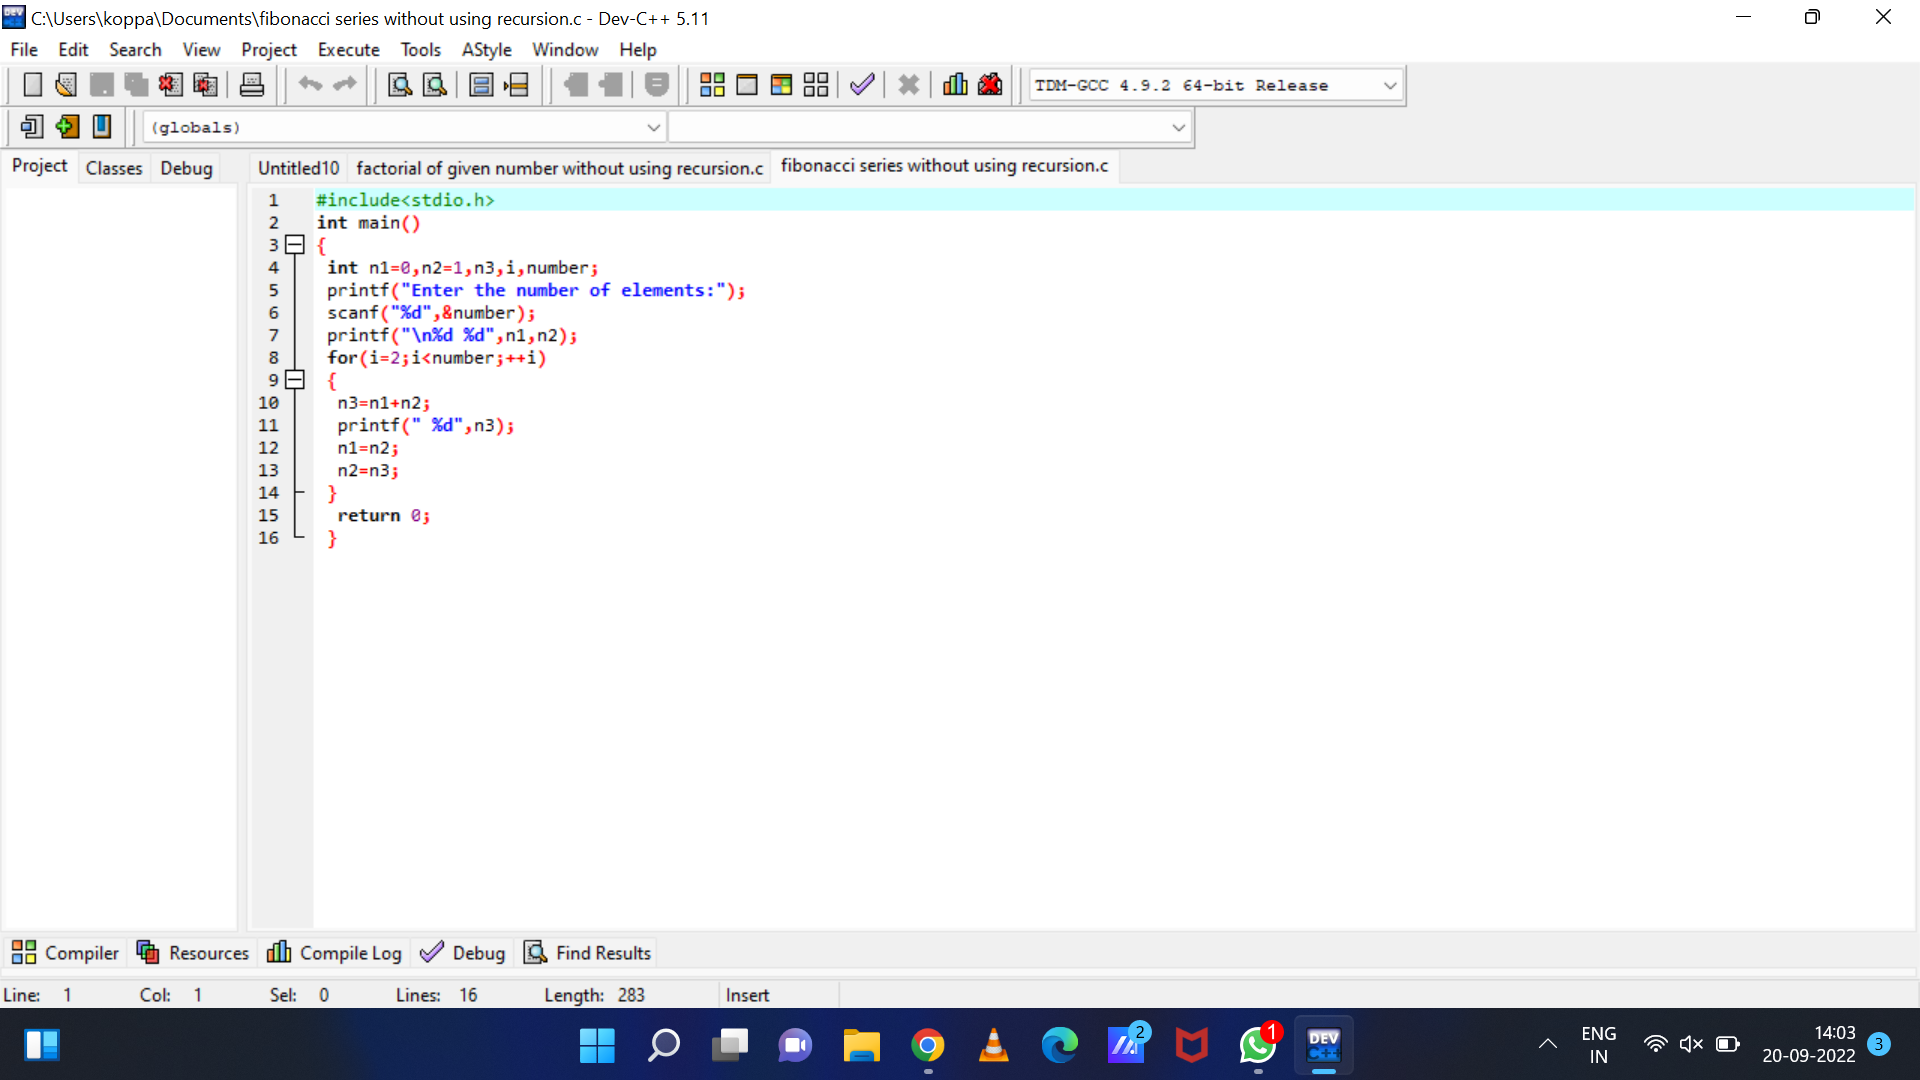 C:\Users\koppa\Documents\fibonacci series without using recursion.c - Dev-C++ 5.11
File Edit Search View Project Execute Tools AStyle Window Help
TDM-GCC 4.9.2 64-bit Release
(globals)
Project Classes Debug Untitled10 factorial of given number without using recursion.c fibonacci series without using recursion.c
1 #include<stdio.h>
2 int main()
3 {
4 int n1=0,n2=1,n3,i,number;
5 printf("Enter the number of elements:");
6 scanf("%d",&number);
7 printf("\n%d %d",n1,n2);
8 for(i=2;i<number;++i)
9 {
10 n3=n1+n2;
11 printf(" %d",n3);
12 n1=n2;
13 n2=n3;
14 }
15 return 0;
16 }
Compiler Resources Compile Log Debug Find Results
Line: 1 Col: 1 Sel: 0 Lines: 16 Length: 283 Insert
2 1 DEV C++ ENG 14:03 3
IN 20-09-2022